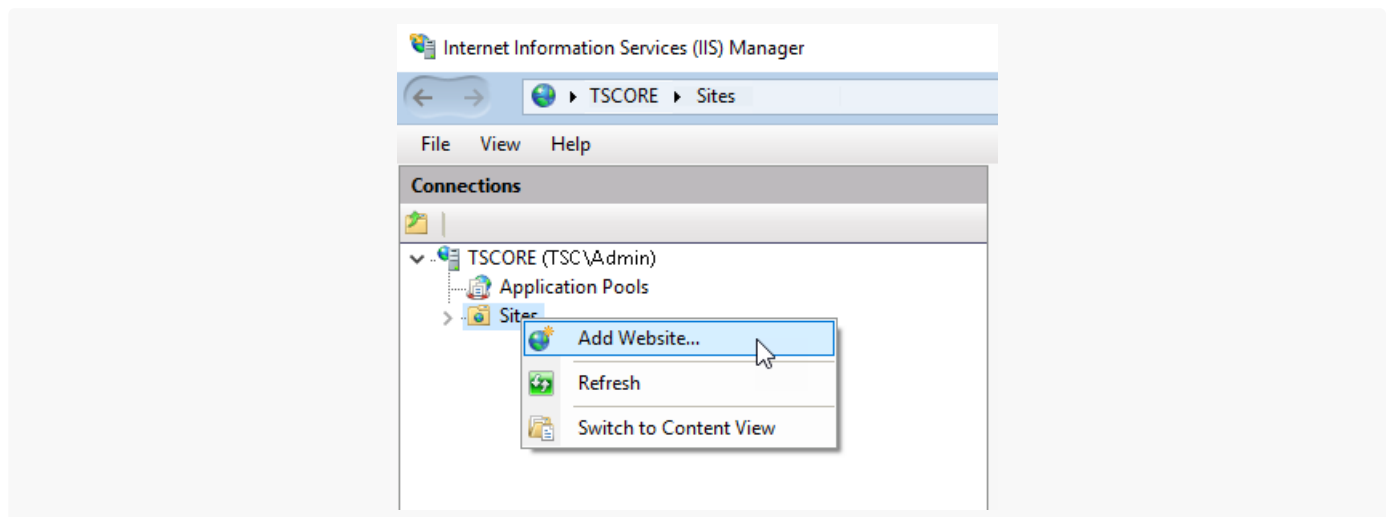 Internet Information Services (IIS) Manager
TSCORE Sites
File View Help
Connections
TSCORE (TSC\Admin)
Application Pools
Sites
Add Website...
Refresh
Switch to Content View